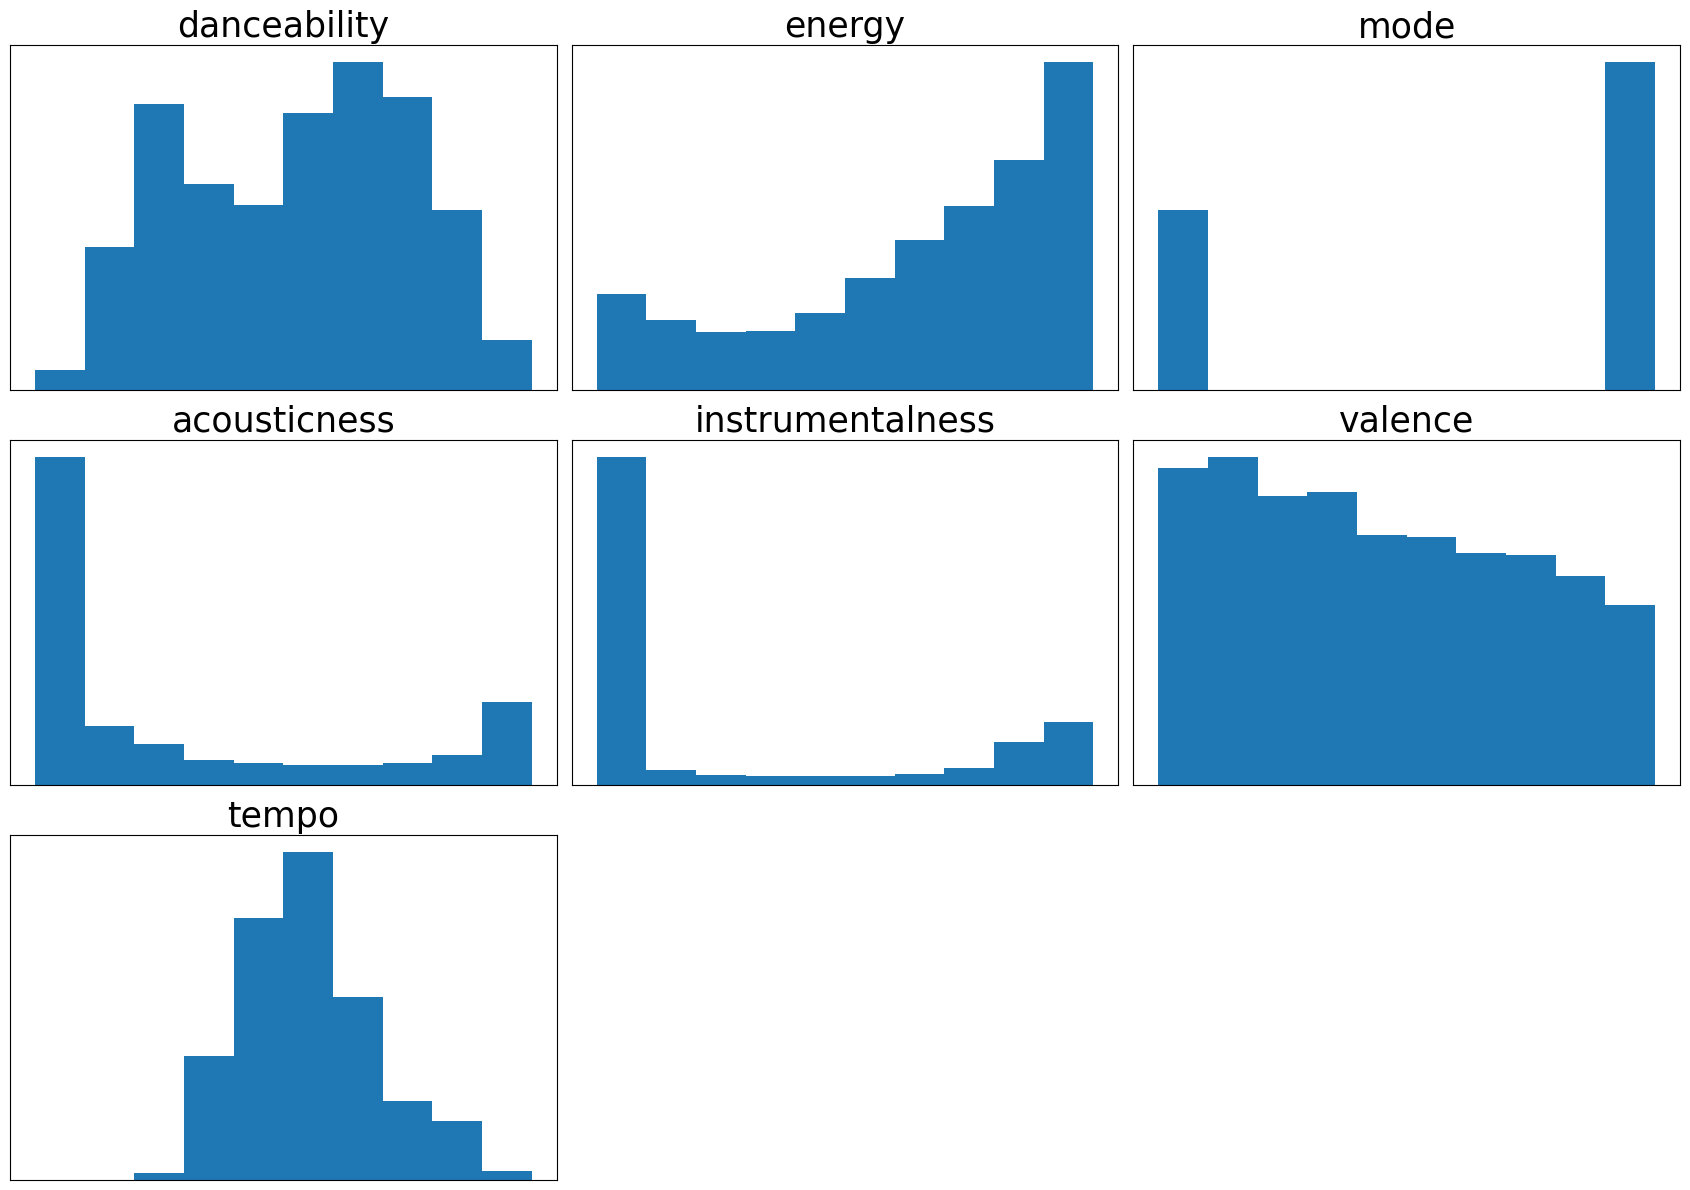 danceability
energy
mode
acousticness
instrumentalness
valence
tempo